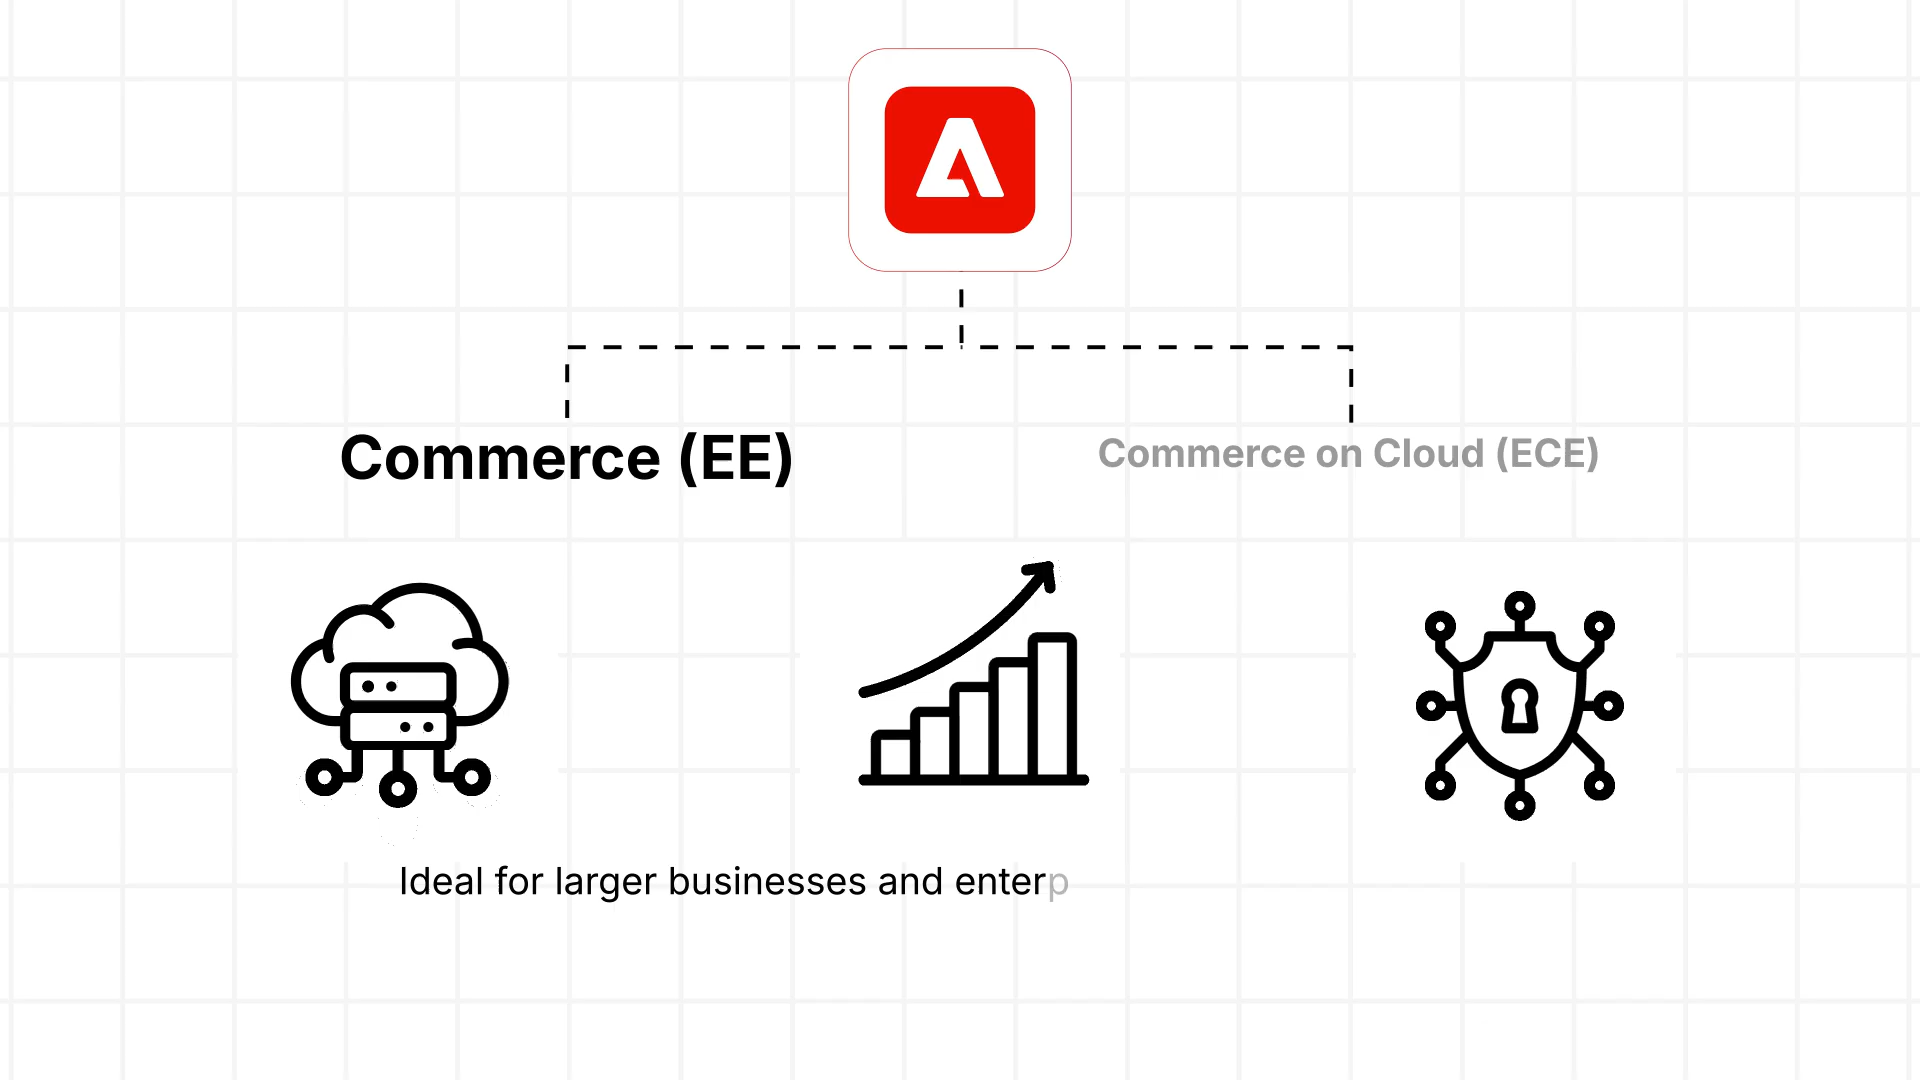 Commerce (EE)
Commerce on Cloud (ECE)
Ideal for larger businesses and enterp